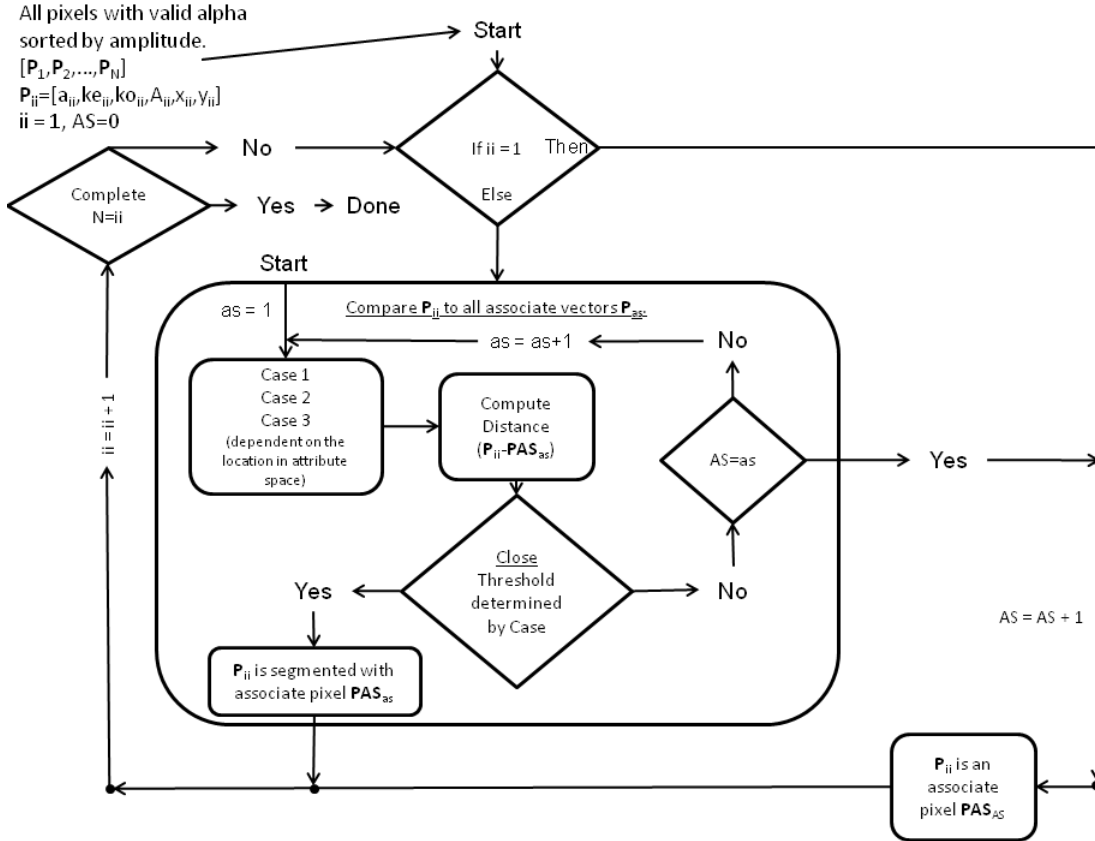 All pixels with valid alpha
sorted by amplitude.
[P1,P2,...,PN]
Pii=[aii,keii,koii,Aii,xii,yii]
ii = 1, AS=0
Start
If ii = 1 Then
Else
No
Complete
N=ii
Yes
Done
Start
as = 1
Compare Pii to all associate vectors Pas.
as = as+1
No
Case 1
Case 2
Case 3
(dependent on the
location in attribute
space)
Compute
Distance
(Pii-PASas)
AS=as
Yes
ii = ii + 1
Close
Threshold
determined
by Case
Yes
No
AS = AS + 1
Pii is segmented with
associate pixel PASas
Pii is an
associate
pixel PASAS